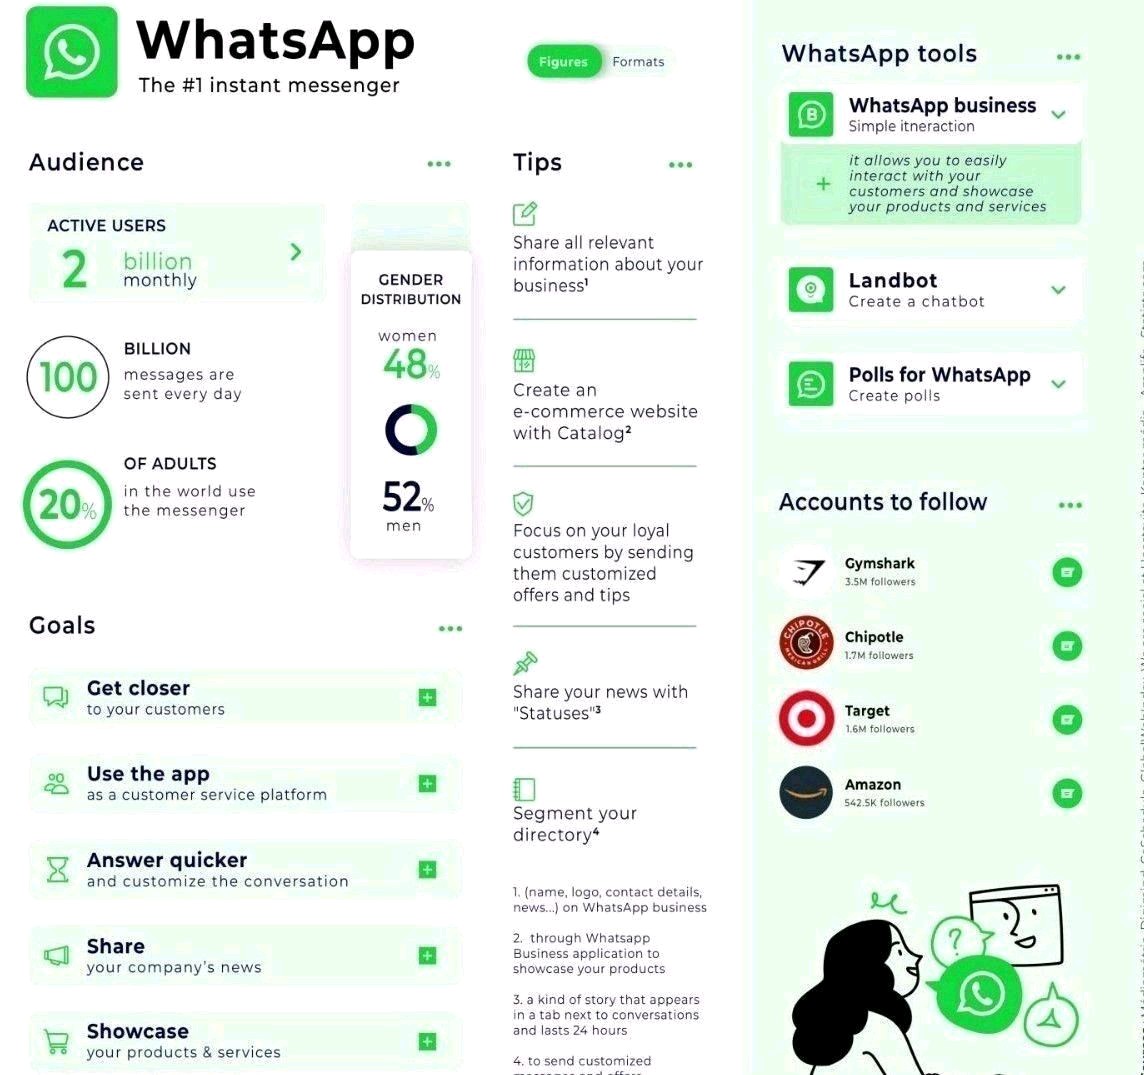 WhatsApp
The #1 instant messenger
Figures
Formats
Audience
ACTIVE USERS
2 billion
monthly
100
BILLION
messages are
sent every day
20%
OF ADULTS
in the world use
the messenger
GENDER
DISTRIBUTION
women
48%
52%
men
Goals
Get closer
to your customers
Use the app
as a customer service platform
Answer quicker
and customize the conversation
Share
your company's news
Showcase
your products & services
Tips
Share all relevant
information about your
business¹
Create an
e-commerce website
with Catalog²
Focus on your loyal
customers by sending
them customized
offers and tips
Share your news with
"Statuses"³
Segment your
directory⁴
1. (name, logo, contact details,
news...) on WhatsApp business
2. through Whatsapp
Business application to
showcase your products
3. a kind of story that appears
in a tab next to conversations
and lasts 24 hours
4. to send customized
WhatsApp tools
B
WhatsApp business
Simple itneraction
+ it allows you to easily
interact with your
customers and showcase
your products and services
Landbot
Create a chatbot
Polls for WhatsApp
Create polls
Accounts to follow
Gymshark
3.5M followers
CHIPOTLE
MEXICAN GRILL
Chipotle
1.7M followers
Target
1.6M followers
Amazon
542.5K followers
?